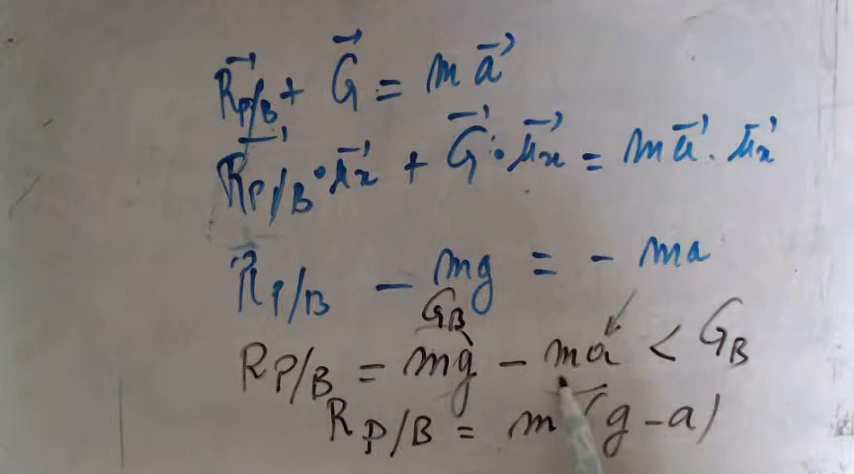 R⃗P/B + G⃗ = m a⃗
R⃗P/B · μ⃗x + G⃗ · μ⃗x = m a⃗ . μ⃗x
R⃗P/B - mg = - ma
GB
RP/B = mg - ma < GB
RP/B = m (g - a)